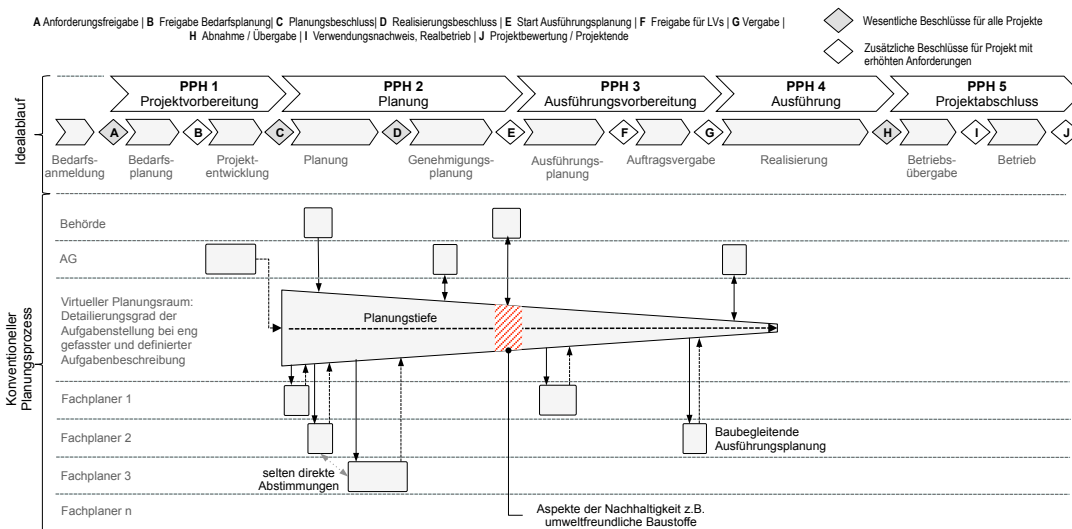 A Anforderungsfreigabe | B Freigabe Bedarfsplanung| C Planungsbeschluss| D Realisierungsbeschluss | E Start Ausführungsplanung | F Freigabe für LVs | G Vergabe |
H Abnahme / Übergabe | I Verwendungsnachweis, Realbetrieb | J Projektbewertung / Projektende
Wesentliche Beschlüsse für alle Projekte
Zusätzliche Beschlüsse für Projekt mit
erhöhten Anforderungen
Idealablauf
PPH 1
Projektvorbereitung
PPH 2
Planung
PPH 3
Ausführungsvorbereitung
PPH 4
Ausführung
PPH 5
Projektabschluss
A
B
C
D
E
F
G
H
I
J
Bedarfs-
anmeldung
Bedarfs-
planung
Projekt-
entwicklung
Planung
Genehmigungs-
planung
Ausführungs-
planung
Auftragsvergabe
Realisierung
Betriebs-
übergabe
Betrieb
Konventioneller
Planungsprozess
Behörde
AG
Virtueller Planungsraum:
Detailierungsgrad der
Aufgabenstellung bei eng
gefasster und definierter
Aufgabenbeschreibung
Planungstiefe
Fachplaner 1
Fachplaner 2
Baubegleitende
Ausführungsplanung
Fachplaner 3
selten direkte
Abstimmungen
Fachplaner n
Aspekte der Nachhaltigkeit z.B.
umweltfreundliche Baustoffe